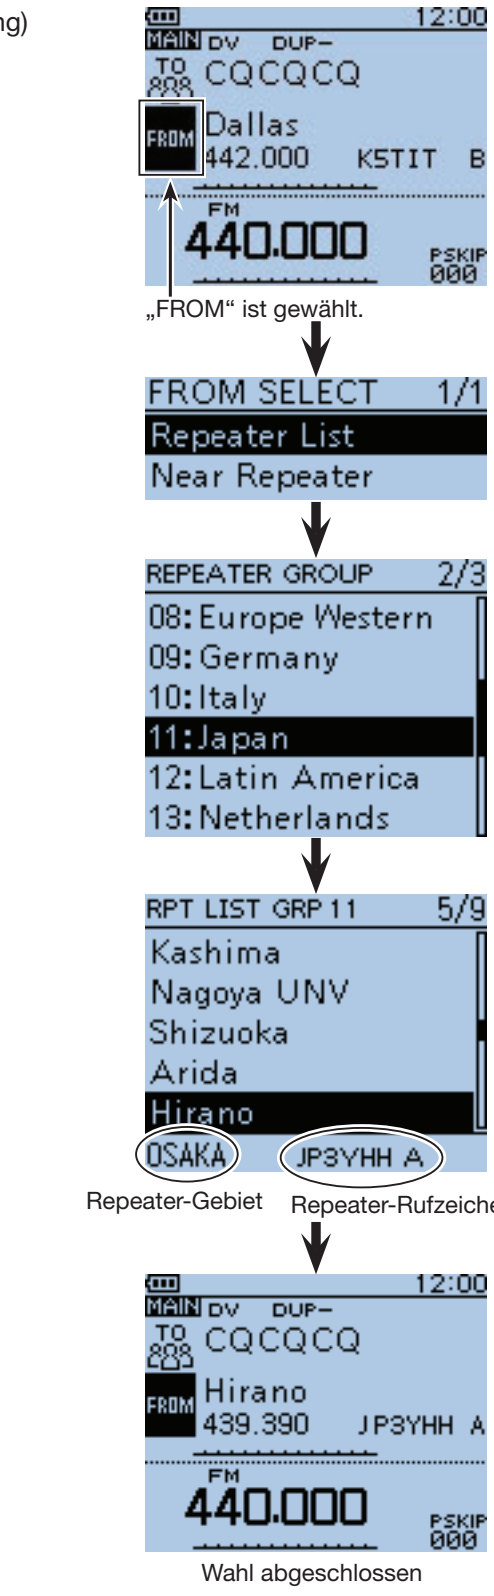 ng)
12:00
MAIN DV DUP–
TO CQCQCQ
FROM Dallas
442.000 K5TIT B
FM
440.000 PSKIP
000
„FROM“ ist gewählt.
FROM SELECT 1/1
Repeater List
Near Repeater
REPEATER GROUP 2/3
08:Europe Western
09:Germany
10:Italy
11:Japan
12:Latin America
13:Netherlands
RPT LIST GRP 11 5/9
Kashima
Nagoya UNV
Shizuoka
Arida
Hirano
OSAKA JP3YHH A
Repeater-Gebiet Repeater-Rufzeiche
12:00
MAIN DV DUP–
TO CQCQCQ
FROM Hirano
439.390 JP3YHH A
FM
440.000 PSKIP
000
Wahl abgeschlossen